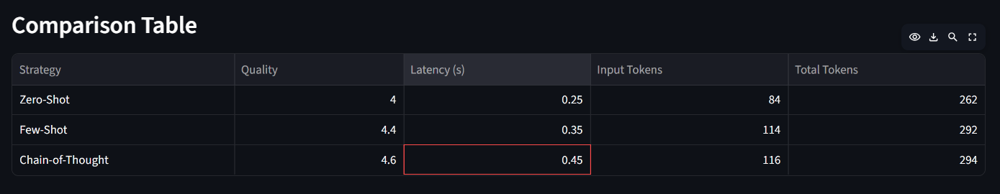 Comparison Table
Strategy Quality Latency (s) Input Tokens Total Tokens
Zero-Shot 4 0.25 84 262
Few-Shot 4.4 0.35 114 292
Chain-of-Thought 4.6 0.45 116 294